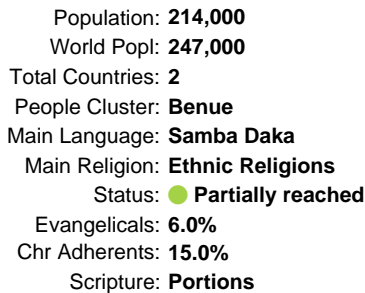 Population: 214,000
World Popl: 247,000
Total Countries: 2
People Cluster: Benue
Main Language: Samba Daka
Main Religion: Ethnic Religions
Status: Partially reached
Evangelicals: 6.0%
Chr Adherents: 15.0%
Scripture: Portions